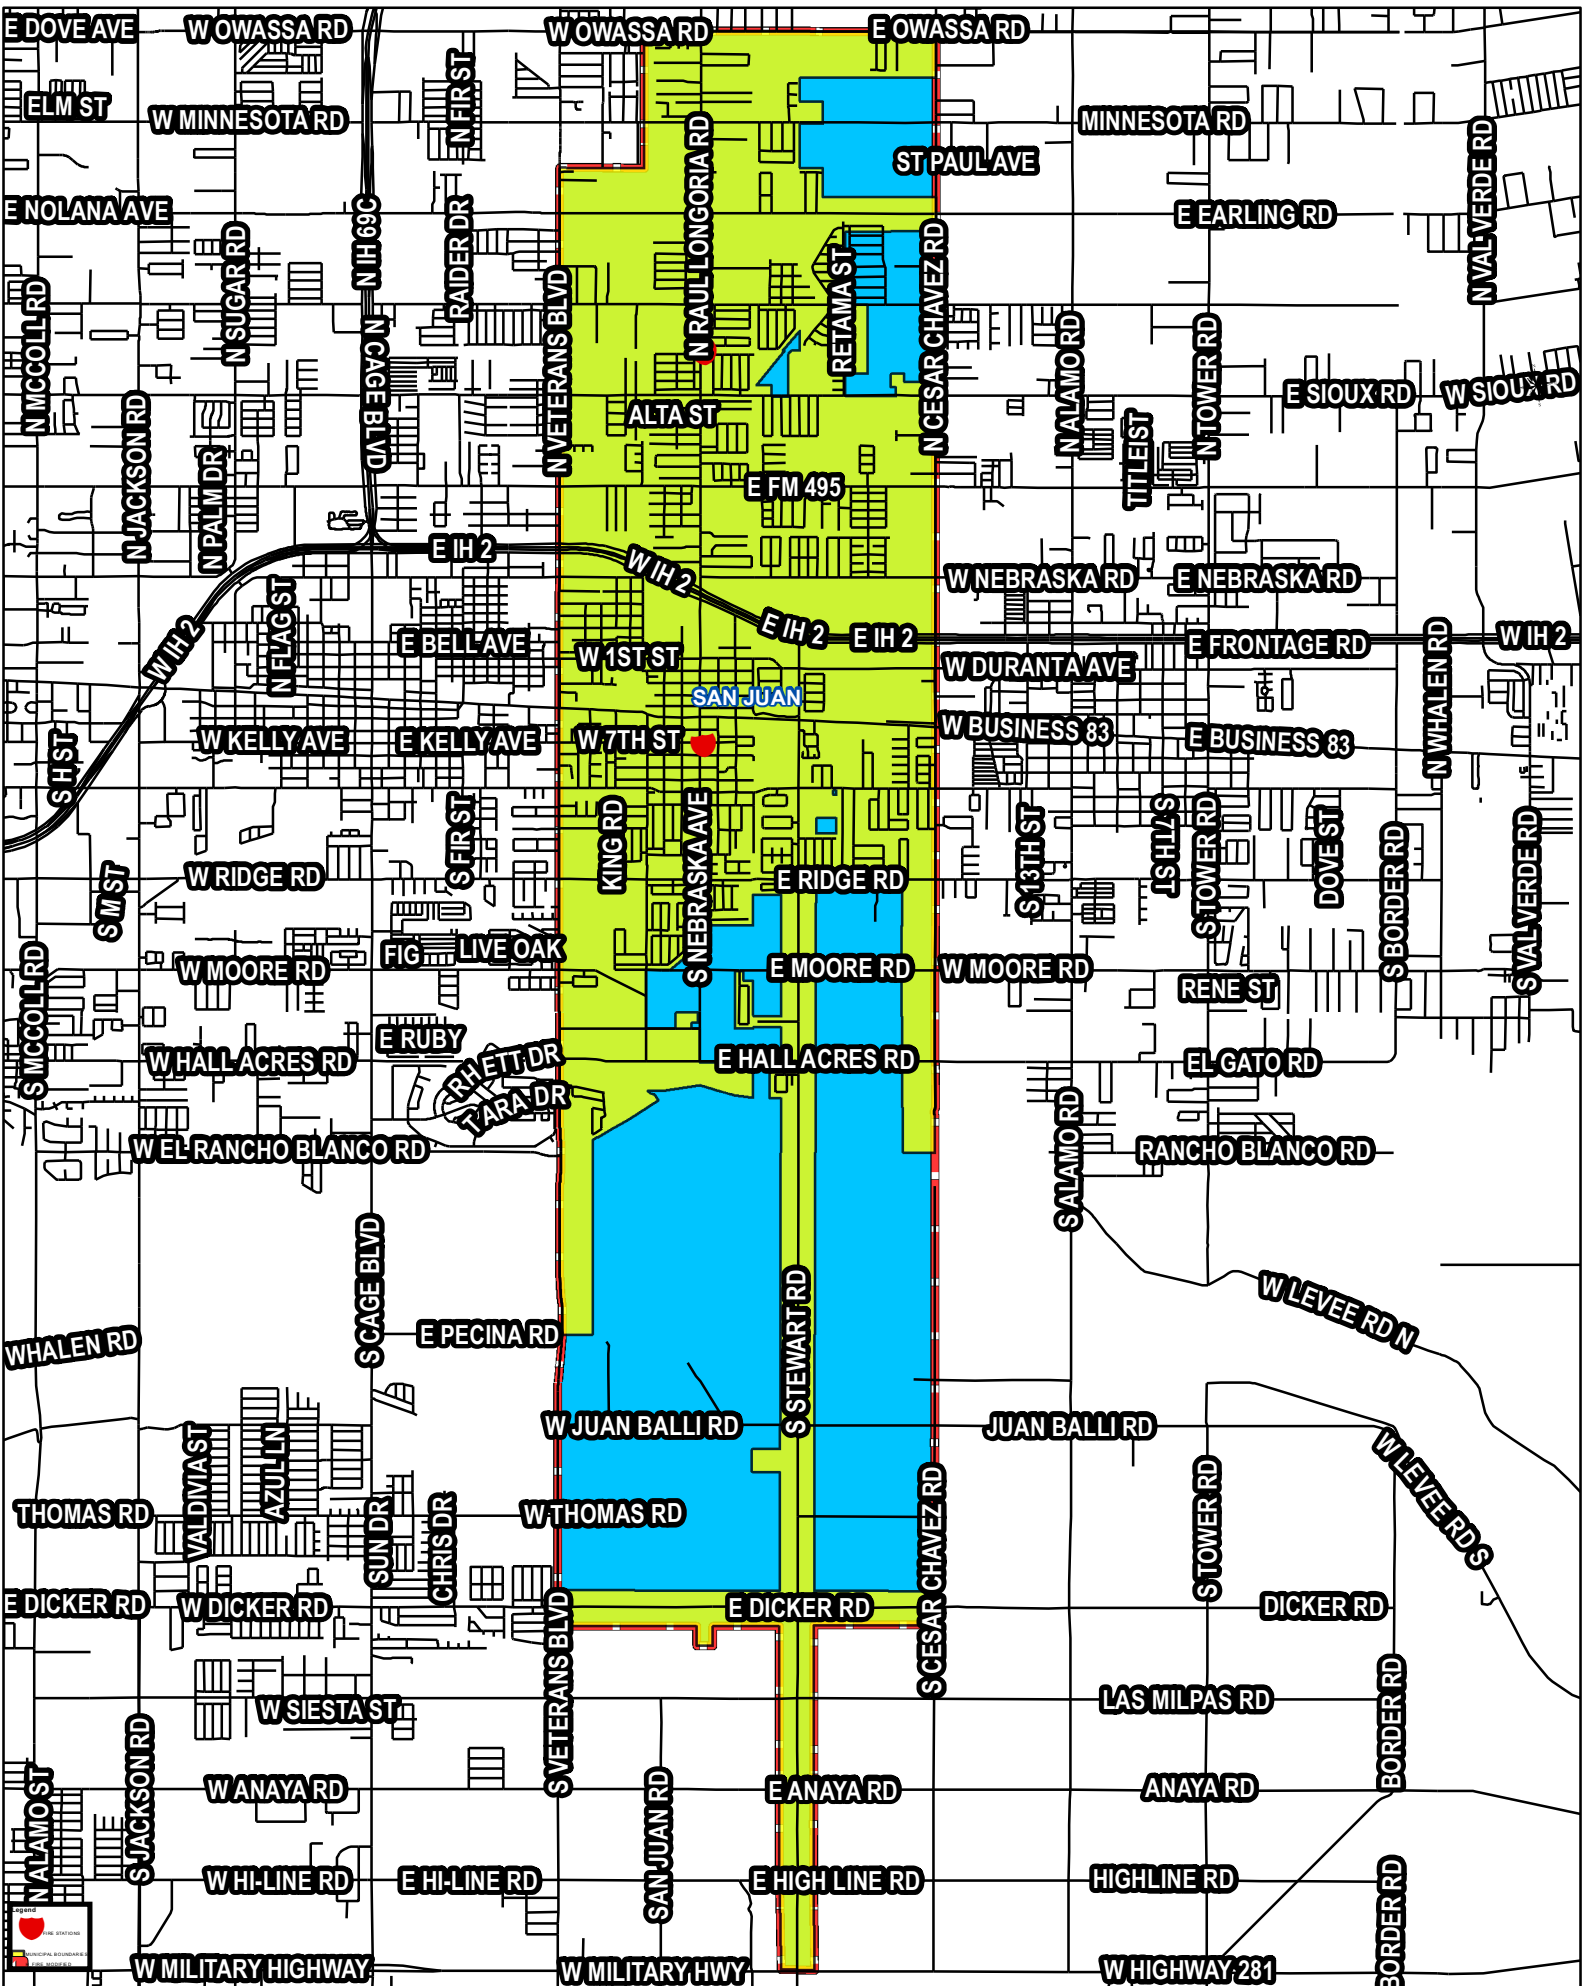 E DOVE AVE
W OWASSA RD
W OWASSA RD
E OWASSA RD
ELM ST
W MINNESOTA RD
N FIR ST
N RAUL LONGORIA RD
MINNESOTA RD
N VALVERDE RD
ST PAUL AVE
E NOLANA AVE
N SUGAR RD
N IH 69C
RAIDER DR
E EARLING RD
RETAMA ST
N CESAR CHAVEZ RD
N MCCOLL RD
N VETERANS BLVD
N CAGE BLVD
N ALAMO RD
N TOWER RD
E SIOUX RD
W SIOUX RD
N JACKSON RD
N PALM DR
ALTA ST
TITLEIST
E FM 495
E IH 2
W IH 2
W NEBRASKA RD
E NEBRASKA RD
N FLAG ST
W IH 2
E BELL AVE
W 1ST ST
E IH 2
E IH 2
W DURANTA AVE
E FRONTAGE RD
N WHALEN RD
W IH 2
SAN JUAN
S H ST
W KELLY AVE
E KELLY AVE
W 7TH ST
W BUSINESS 83
E BUSINESS 83
S FIR ST
KING RD
S NEBRASKA AVE
S 13TH ST
S TOWER RD
DOVE ST
S BORDER RD
S VALVERDE RD
S M ST
W RIDGE RD
E RIDGE RD
S MCCOLL RD
W MOORE RD
FIG
LIVE OAK
E MOORE RD
W MOORE RD
RENE ST
W HALL ACRES RD
E RUBY
RHETT DR
TARA DR
E HALL ACRES RD
EL GATO RD
W EL RANCHO BLANCO RD
S ALAMO RD
RANCHO BLANCO RD
S CAGE BLVD
S STEWART RD
W LEVEE RD N
WHALEN RD
E PECINA RD
W JUAN BALLI RD
JUAN BALLI RD
VALDIVIA ST
AZUL LN
W LEVEE RD S
THOMAS RD
SUN DR
CHRIS DR
W THOMAS RD
S CESAR CHAVEZ RD
S TOWER RD
E DICKER RD
W DICKER RD
S VETERANS BLVD
E DICKER RD
DICKER RD
W SIESTA ST
LAS MILPAS RD
BORDER RD
N ALAMO ST
S JACKSON RD
W ANAYA RD
SAN JUAN RD
E ANAYA RD
ANAYA RD
W HI-LINE RD
E HI-LINE RD
E HIGH LINE RD
HIGHLINE RD
BORDER RD
Legend
FIRE STATIONS
MUNICIPAL BOUNDARIES
FIRE MODIFIED
W MILITARY HIGHWAY
W MILITARY HWY
W HIGHWAY 281